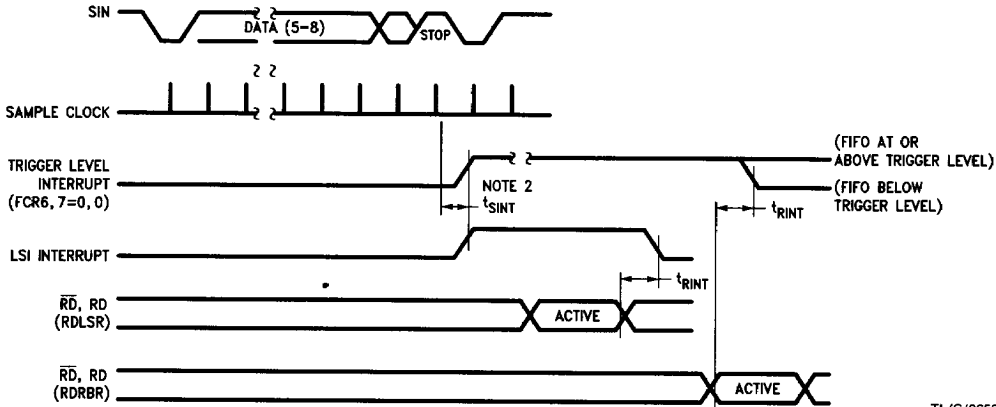 SIN
DATA (5-8)
STOP
SAMPLE CLOCK
TRIGGER LEVEL
INTERRUPT
(FCR6, 7=0, 0)
NOTE 2
tSINT
(FIFO AT OR
ABOVE TRIGGER LEVEL)
(FIFO BELOW
TRIGGER LEVEL)
tRINT
LSI INTERRUPT
tRINT
RD, RD
(RDLSR)
ACTIVE
RD, RD
(RDRBR)
ACTIVE